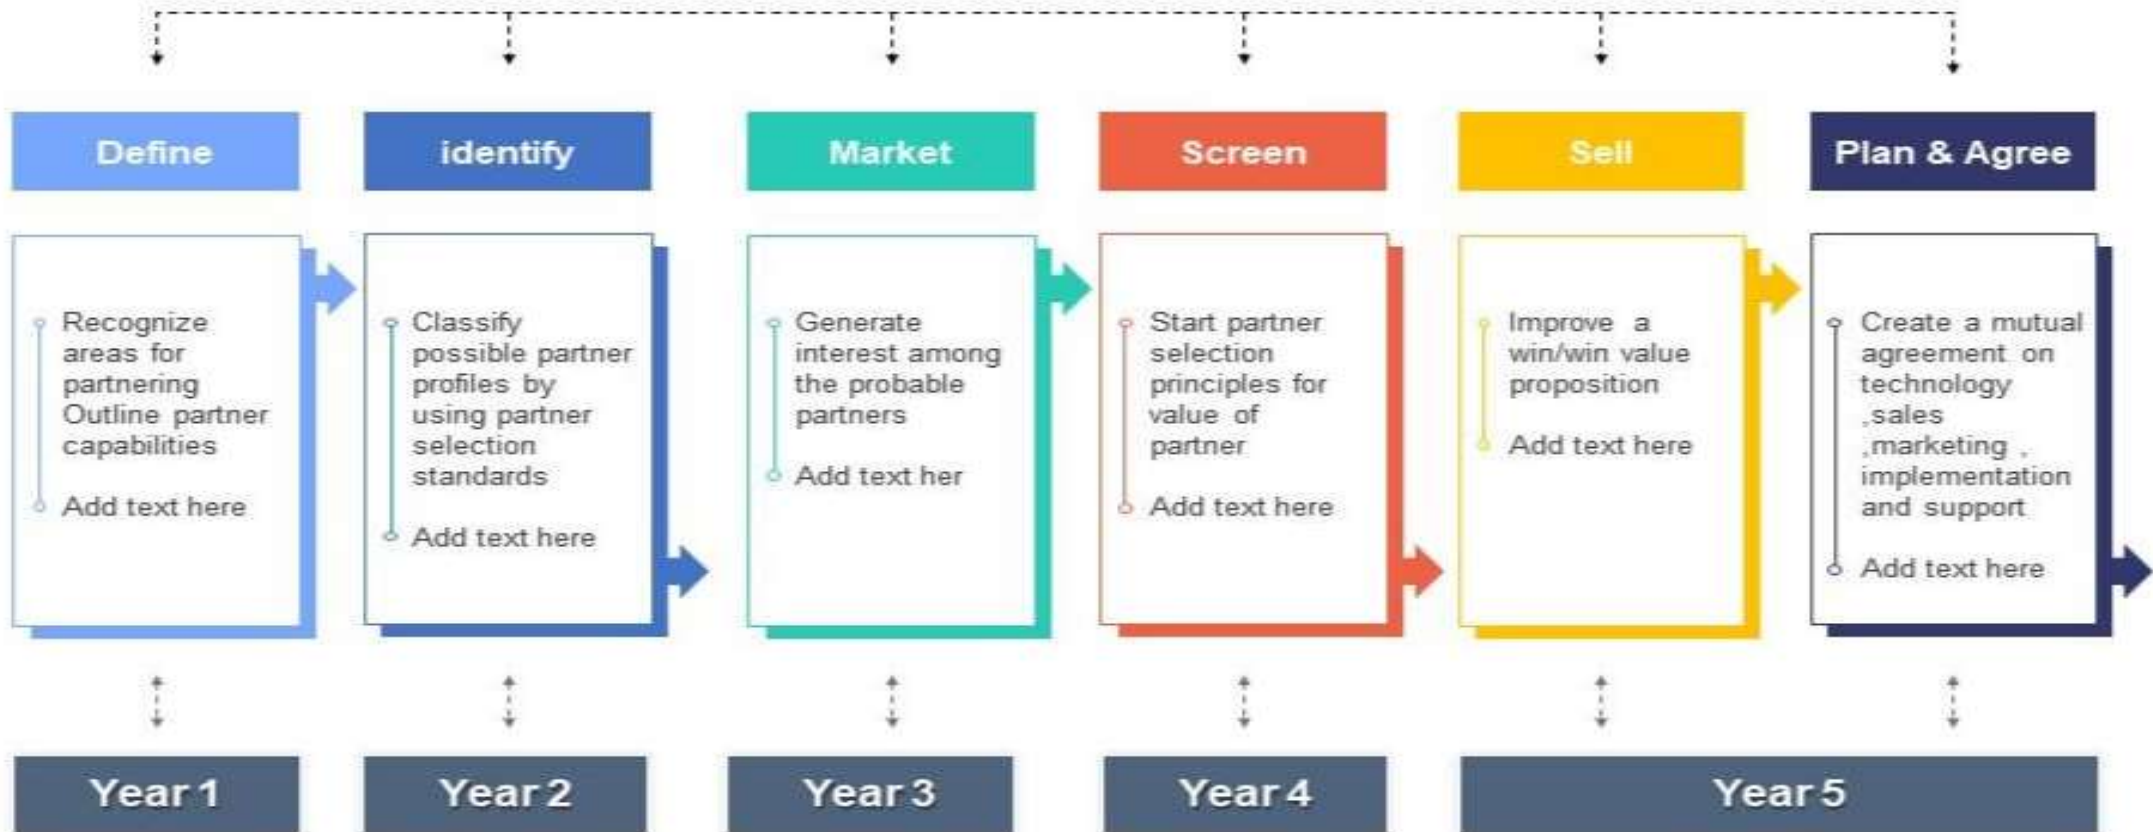 Define
identify
Market
Screen
Sell
Plan & Agree
Recognize
areas for
partnering
Outline partner
capabilities
Add text here
Classify
possible partner
profiles by
using partner
selection
standards
Add text here
Generate
interest among
the probable
partners
Add text her
Start partner
selection
principles for
value of
partner
Add text here
Improve a
win/win value
proposition
Add text here
Create a mutual
agreement on
technology
,sales
,marketing ,
implementation
and support
Add text here
Year 1
Year 2
Year 3
Year 4
Year 5